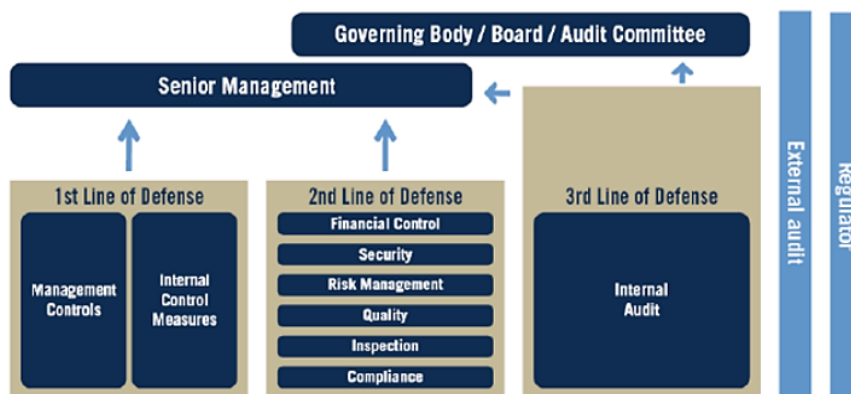 Governing Body / Board / Audit Committee
Senior Management
1st Line of Defense
Management
Controls
Internal
Control
Measures
2nd Line of Defense
Financial Control
Security
Risk Management
Quality
Inspection
Compliance
3rd Line of Defense
Internal
Audit
External audit
Regulator